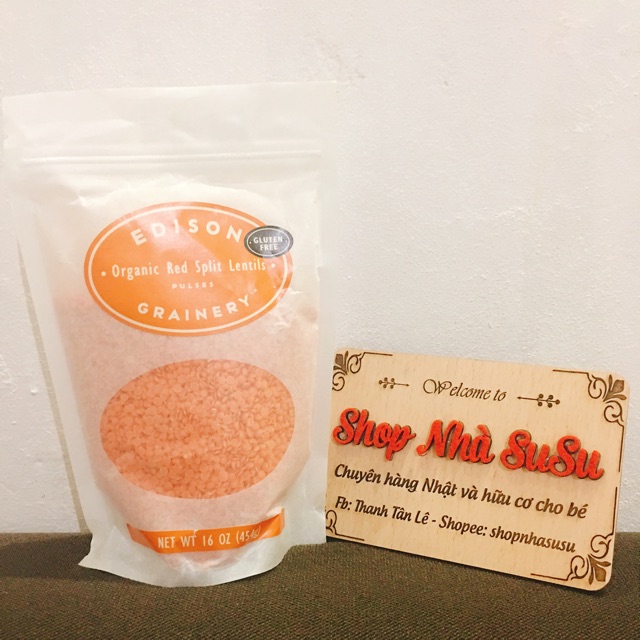 EDISON
GLUTEN
FREE
• Organic Red Split Lentils •
PULSES
GRAINERY
NET WT 16 OZ (454g)
Welcome to
Shop Nhà SuSu
Chuyên hàng Nhật và hữu cơ cho bé
Fb: Thanh Tân Lê - Shopee: shopnhasusu